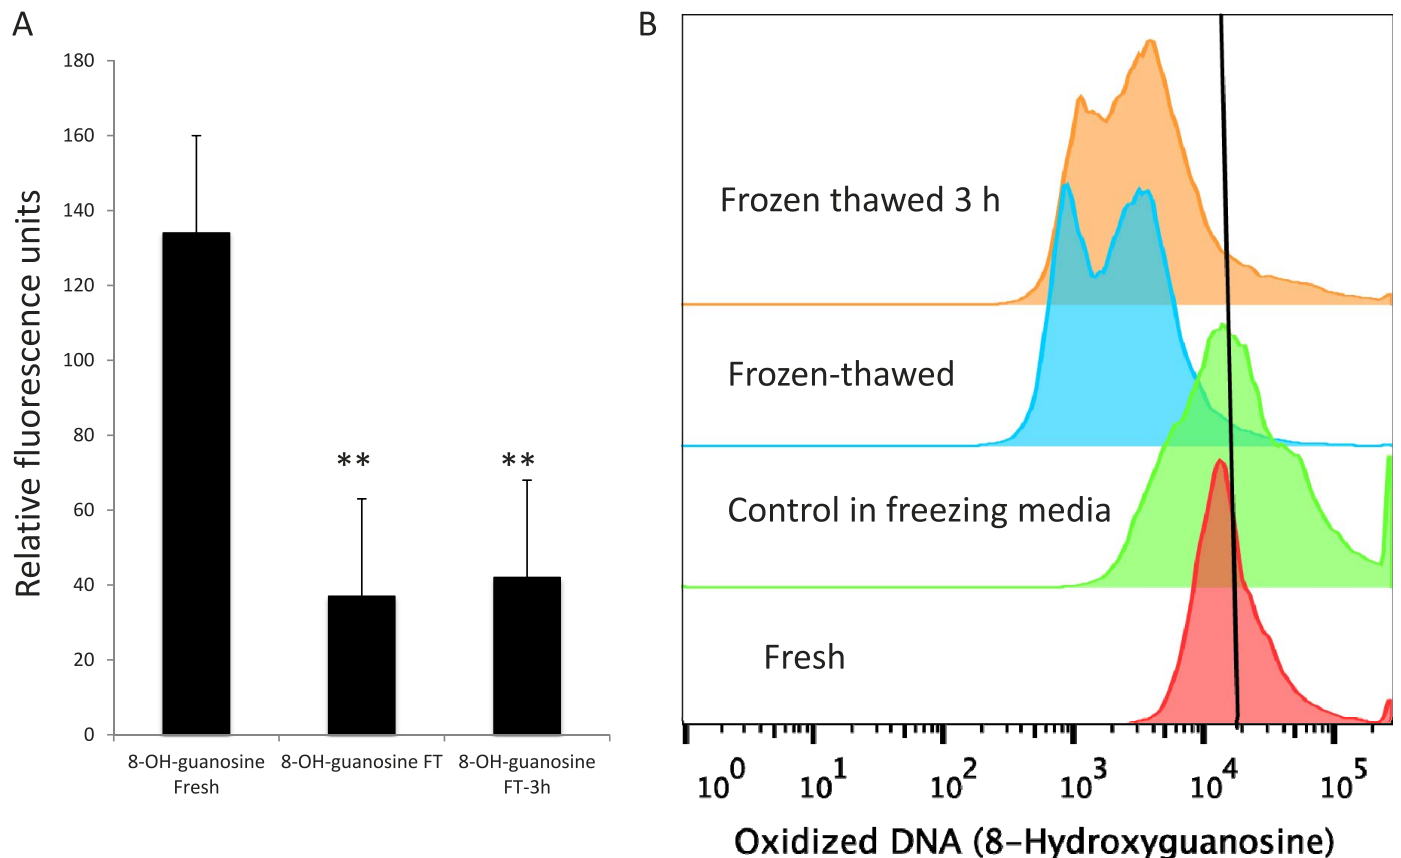 A
Relative fluorescence units
180
160
140
120
100
80
60
40
20
0
**
**
8-OH-guanosine
Fresh
8-OH-guanosine FT
8-OH-guanosine
FT-3h
B
Frozen thawed 3 h
Frozen-thawed
Control in freezing media
Fresh
10^0 10^1 10^2 10^3 10^4 10^5
Oxidized DNA (8-Hydroxyguanosine)